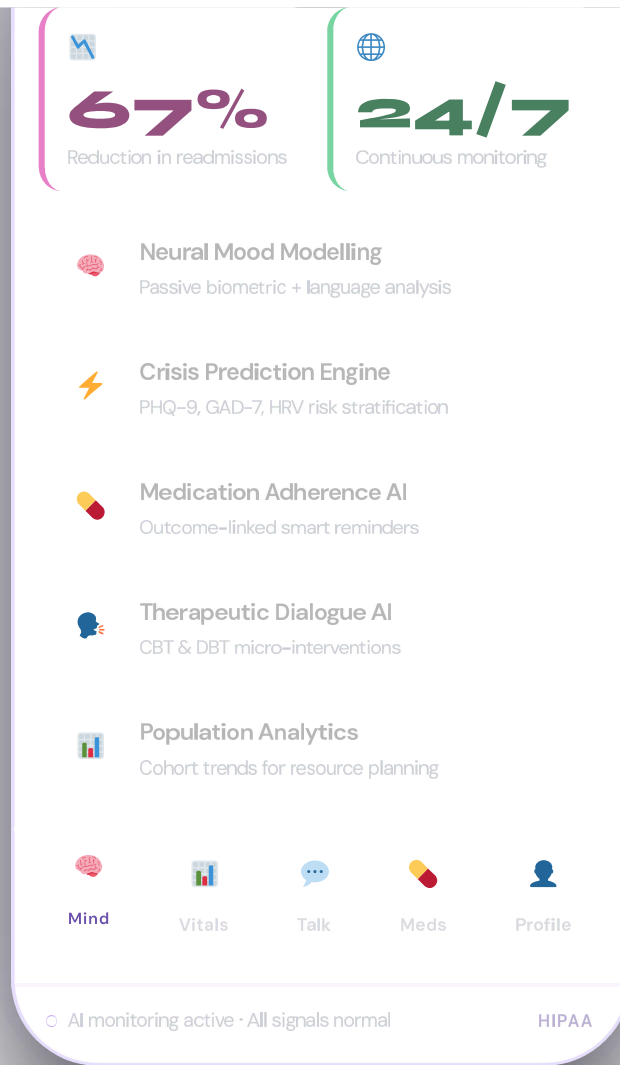 67%
24/7
Reduction in readmissions
Continuous monitoring
Neural Mood Modelling
Passive biometric + language analysis
Crisis Prediction Engine
PHQ-9, GAD-7, HRV risk stratification
Medication Adherence AI
Outcome-linked smart reminders
Therapeutic Dialogue AI
CBT & DBT micro-interventions
Population Analytics
Cohort trends for resource planning
Mind
Vitals
Talk
Meds
Profile
AI monitoring active · All signals normal
HIPAA